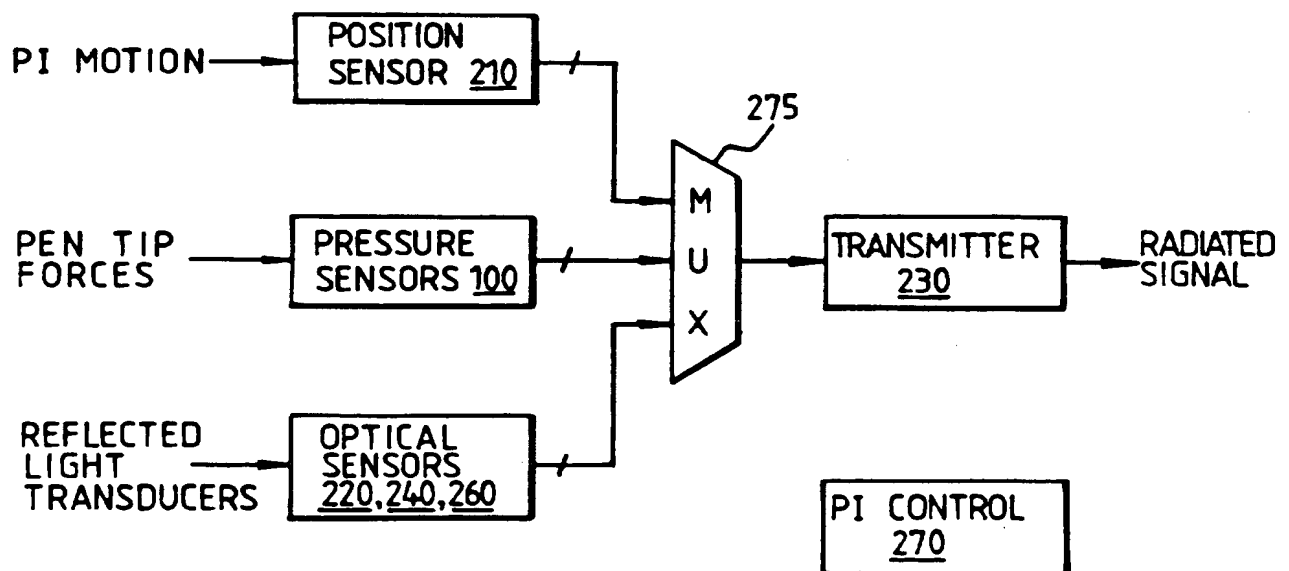 PI MOTION
POSITION
SENSOR 210
275
M
U
X
PEN TIP
FORCES
PRESSURE
SENSORS 100
TRANSMITTER
230
RADIATED
SIGNAL
REFLECTED
LIGHT
TRANSDUCERS
OPTICAL
SENSORS
220, 240, 260
PI CONTROL
270